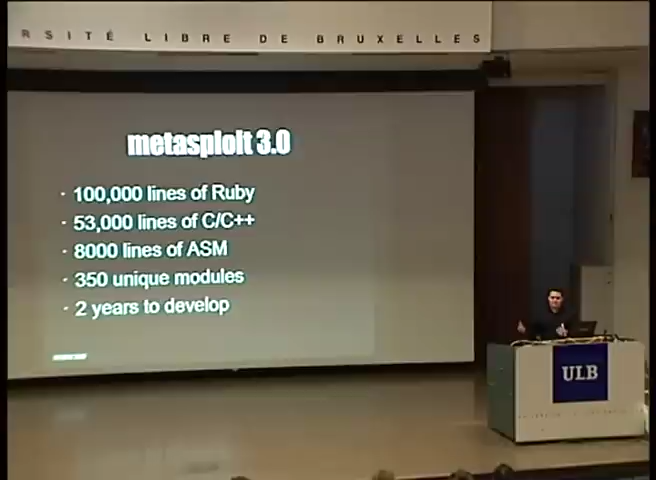 RSITÉ LIBRE DE BRUXELLES
metasploit 3.0
· 100,000 lines of Ruby
· 53,000 lines of C/C++
· 8000 lines of ASM
· 350 unique modules
· 2 years to develop
ULB